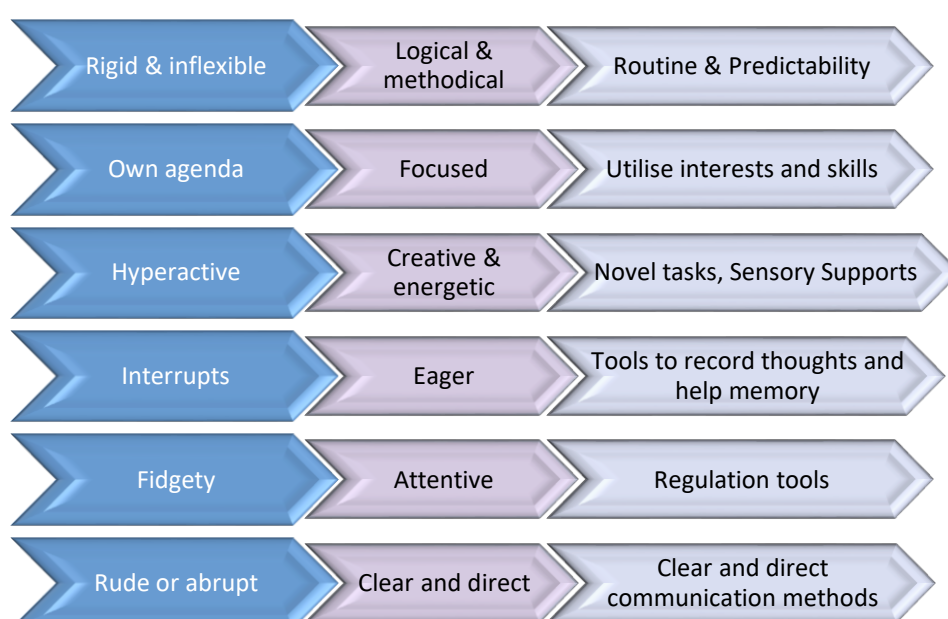 Rigid & inflexible
Logical &
methodical
Routine & Predictability
Own agenda
Focused
Utilise interests and skills
Hyperactive
Creative &
energetic
Novel tasks, Sensory Supports
Interrupts
Eager
Tools to record thoughts and
help memory
Fidgety
Attentive
Regulation tools
Rude or abrupt
Clear and direct
Clear and direct
communication methods